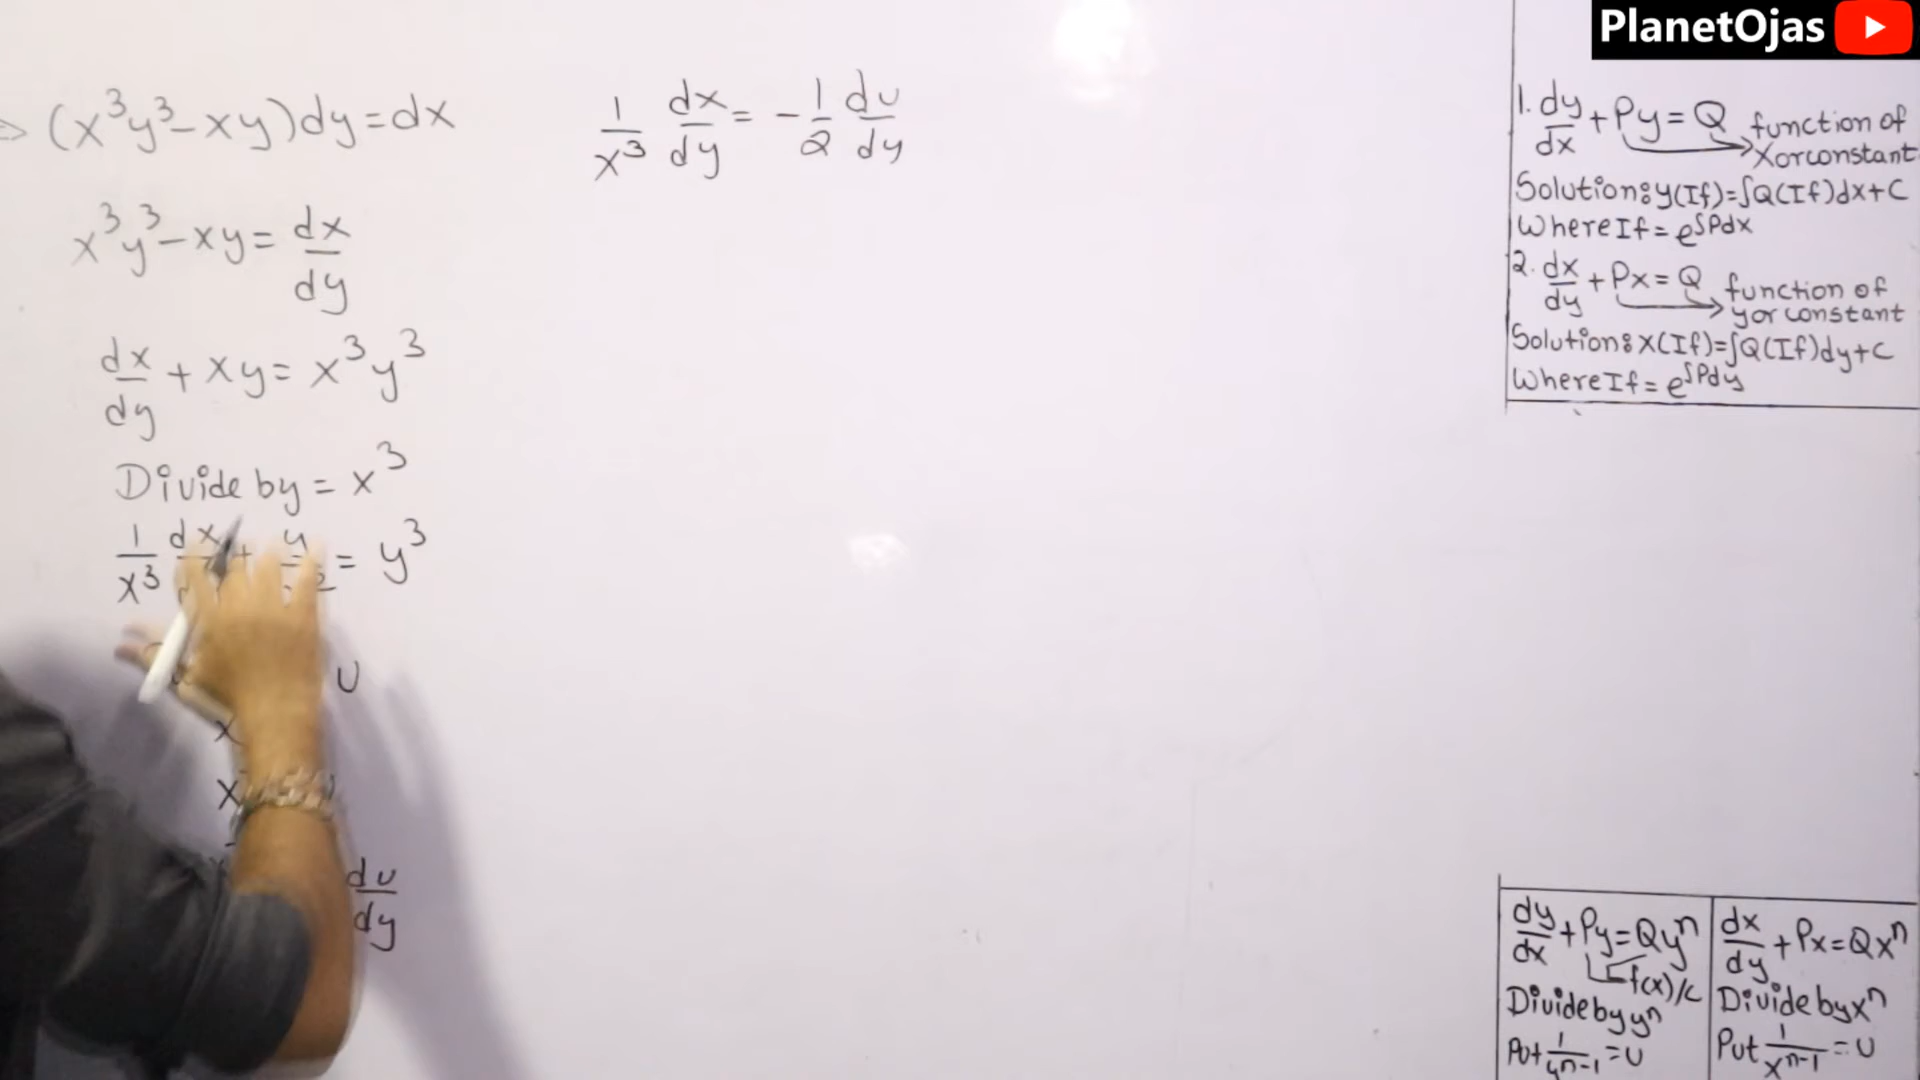 ⇒ (x³y³-xy)dy=dx
x³y³-xy= dx/dy
dx/dy + xy= x³y³
Divide by = x³
1/x³ dx + y = y³
u
x
x
du/dy
1/x³ dx/dy = - 1/2 du/dy
PlanetOjas
1. dy/dx +Py=Q function of
x or constant
Solution: y(If)=∫Q(If)dx+C
Where If = e^∫Pdx
2. dx/dy + Px=Q function of
y or constant
Solution: x(If)=∫Q(If)dy+C
Where If = e^∫Pdy
dy/dx +Py=Qyⁿ
f(x)/c
Divide by yⁿ
Put 1/yⁿ⁻¹ =u
dx/dy + Px=Qxⁿ
Divide by xⁿ
Put 1/xⁿ⁻¹ =u